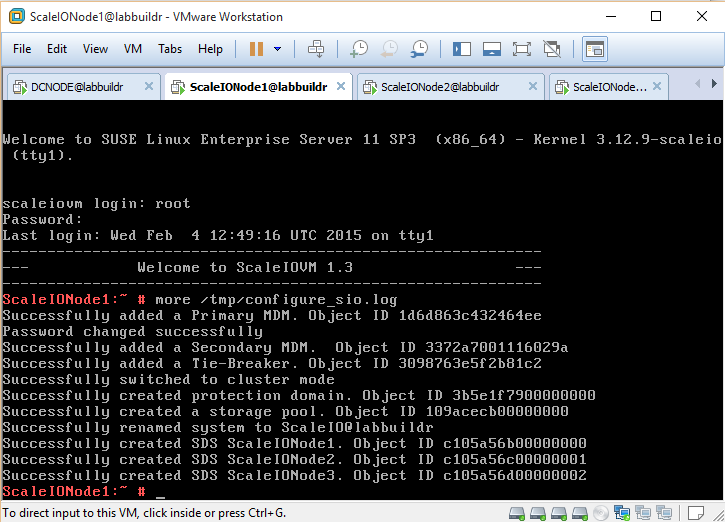 ScaleIONode1@labbuildr - VMware Workstation
File Edit View VM Tabs Help
DCNODE@labbuildr ScaleIONode1@labbuildr ScaleIONode2@labbuildr ScaleIONode...
Welcome to SUSE Linux Enterprise Server 11 SP3  (x86_64) - Kernel 3.12.9-scaleio
 (tty1).
scaleiovm login: root
Password:
Last login: Wed Feb  4 12:49:16 UTC 2015 on tty1
------------------------------------------------------------
---            Welcome to ScaleIOVM 1.3                  ---
------------------------------------------------------------
ScaleIONode1:~ # more /tmp/configure_sio.log
Successfully added a Primary MDM. Object ID 1d6d863c432464ee
Password changed successfully
Successfully added a Secondary MDM.  Object ID 3372a7001116029a
Successfully added a Tie-Breaker. Object ID 3098763e5f2b81c2
Successfully switched to cluster mode
Successfully created protection domain. Object ID 3b5e1f7900000000
Successfully created a storage pool. Object ID 109acecb00000000
Successfully renamed system to ScaleIO@labbuildr
Successfully created SDS ScaleIONode1. Object ID c105a56b00000000
Successfully created SDS ScaleIONode2. Object ID c105a56c00000001
Successfully created SDS ScaleIONode3. Object ID c105a56d00000002
ScaleIONode1:~ # _
To direct input to this VM, click inside or press Ctrl+G.